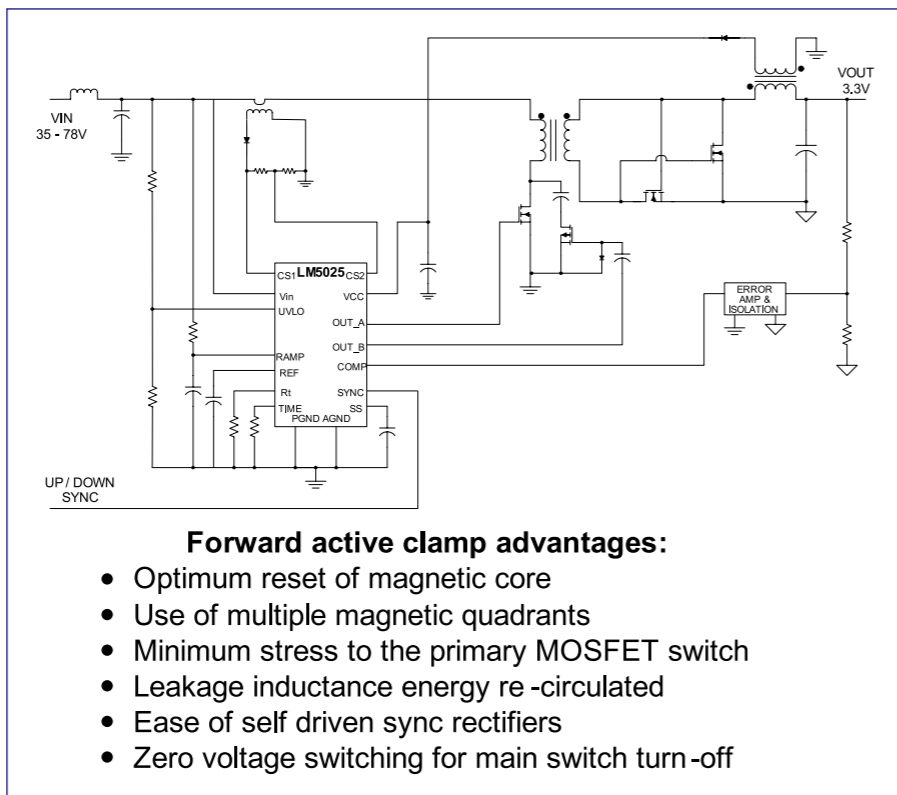 VIN
35 - 78V
VOUT
3.3V
LM5025
CS1
CS2
Vin
VCC
UVLO
OUT_A
OUT_B
RAMP
COMP
REF
Rt
SYNC
TIME
SS
PGND AGND
ERROR
AMP &
ISOLATION
UP / DOWN
SYNC
Forward active clamp advantages:
• Optimum reset of magnetic core
• Use of multiple magnetic quadrants
• Minimum stress to the primary MOSFET switch
• Leakage inductance energy re-circulated
• Ease of self driven sync rectifiers
• Zero voltage switching for main switch turn-off